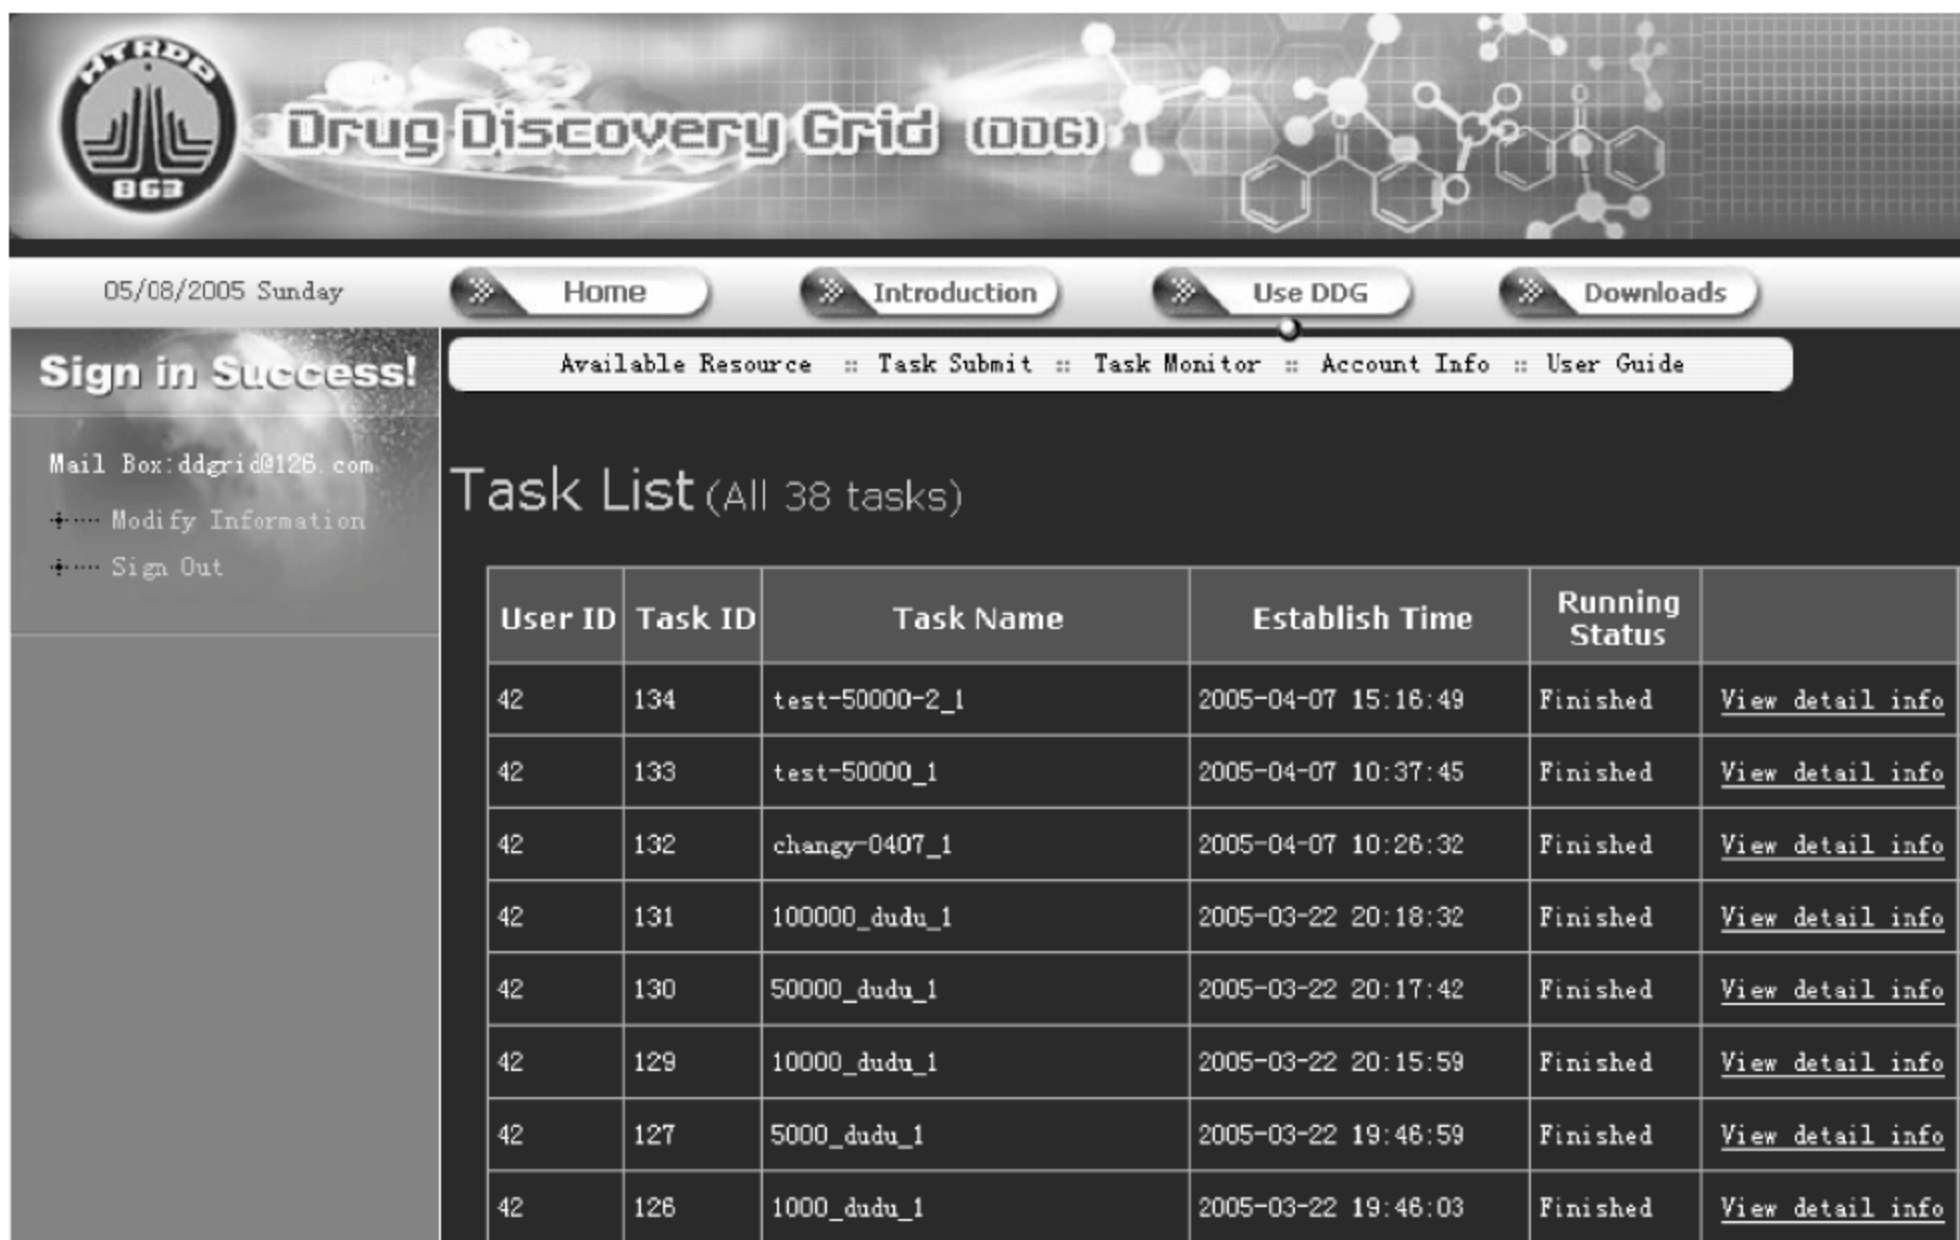 HTRDP
863
Drug Discovery Grid (DDG)
05/08/2005 Sunday
Home
Introduction
Use DDG
Downloads
Sign in Success!
Available Resource :: Task Submit :: Task Monitor :: Account Info :: User Guide
Mail Box:ddgrid@126.com
Modify Information
Sign Out
Task List (All 38 tasks)
User ID Task ID Task Name Establish Time Running Status
42 134 test-50000-2_1 2005-04-07 15:16:49 Finished View detail info
42 133 test-50000_1 2005-04-07 10:37:45 Finished View detail info
42 132 changy-0407_1 2005-04-07 10:26:32 Finished View detail info
42 131 100000_dudu_1 2005-03-22 20:18:32 Finished View detail info
42 130 50000_dudu_1 2005-03-22 20:17:42 Finished View detail info
42 129 10000_dudu_1 2005-03-22 20:15:59 Finished View detail info
42 127 5000_dudu_1 2005-03-22 19:46:59 Finished View detail info
42 126 1000_dudu_1 2005-03-22 19:46:03 Finished View detail info